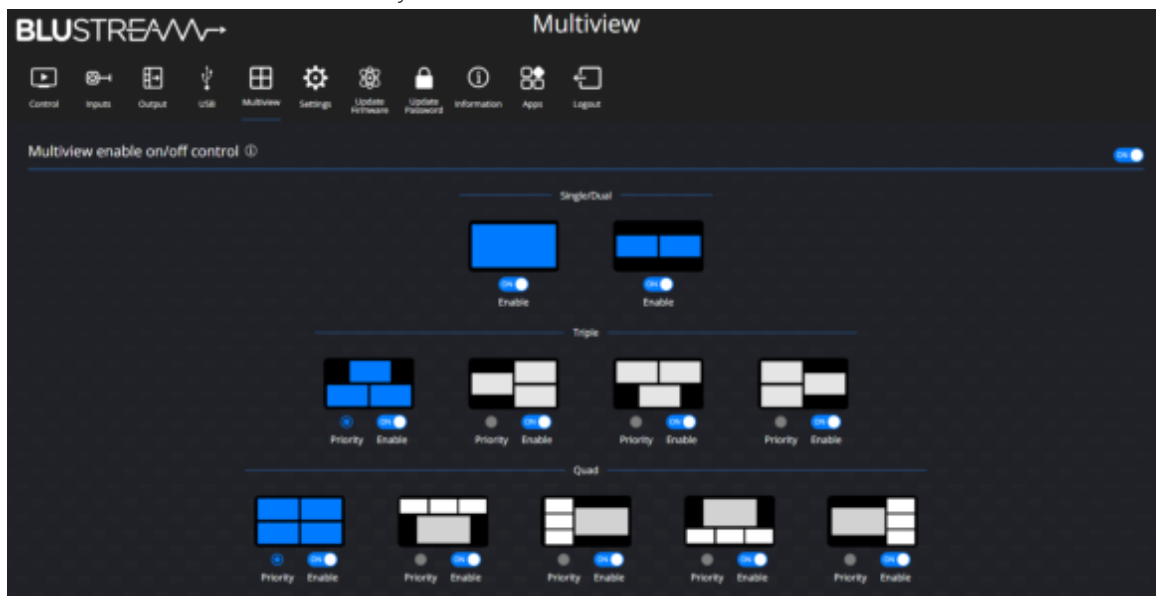 BLUSTREAM
Multiview
Control Inputs Output USB Multiview Settings Update Firmware Update Password Information Apps Logout
Multiview enable on/off control
ON
Single/Dual
ON ON
Enable Enable
Triple
ON ON ON ON
Priority Enable Priority Enable Priority Enable Priority Enable
Quad
ON ON ON ON ON
Priority Enable Priority Enable Priority Enable Priority Enable Priority Enable